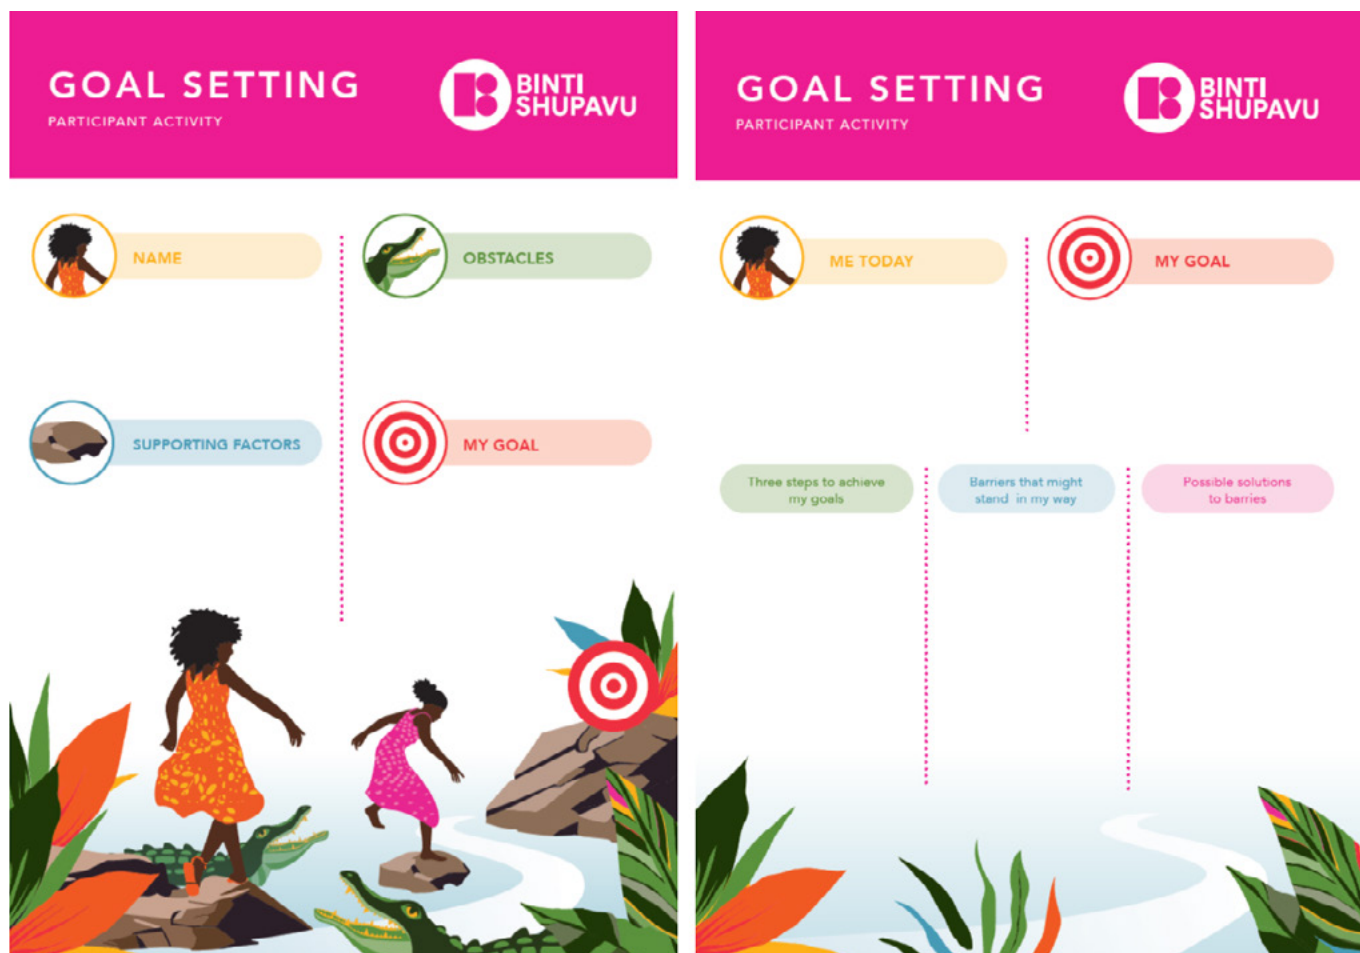 GOAL SETTING
PARTICIPANT ACTIVITY
BINTI
SHUPAVU
NAME
OBSTACLES
SUPPORTING FACTORS
MY GOAL
GOAL SETTING
PARTICIPANT ACTIVITY
BINTI
SHUPAVU
ME TODAY
MY GOAL
Three steps to achieve
my goals
Barriers that might
stand in my way
Possible solutions
to barries